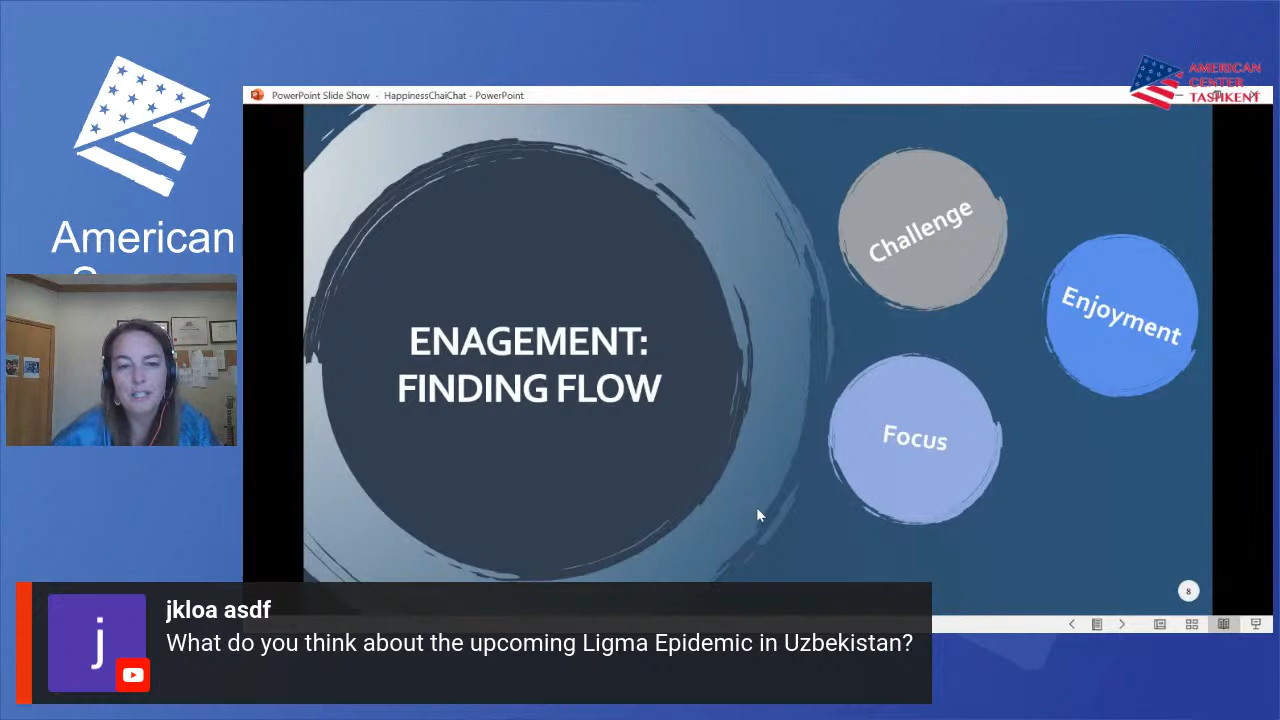 AMERICAN
CENTER
TASHKENT
PowerPoint Slide Show - HappinessChaiChat - PowerPoint
American
ENAGEMENT:
FINDING FLOW
Challenge
Enjoyment
Focus
8
j
jkloa asdf
What do you think about the upcoming Ligma Epidemic in Uzbekistan?